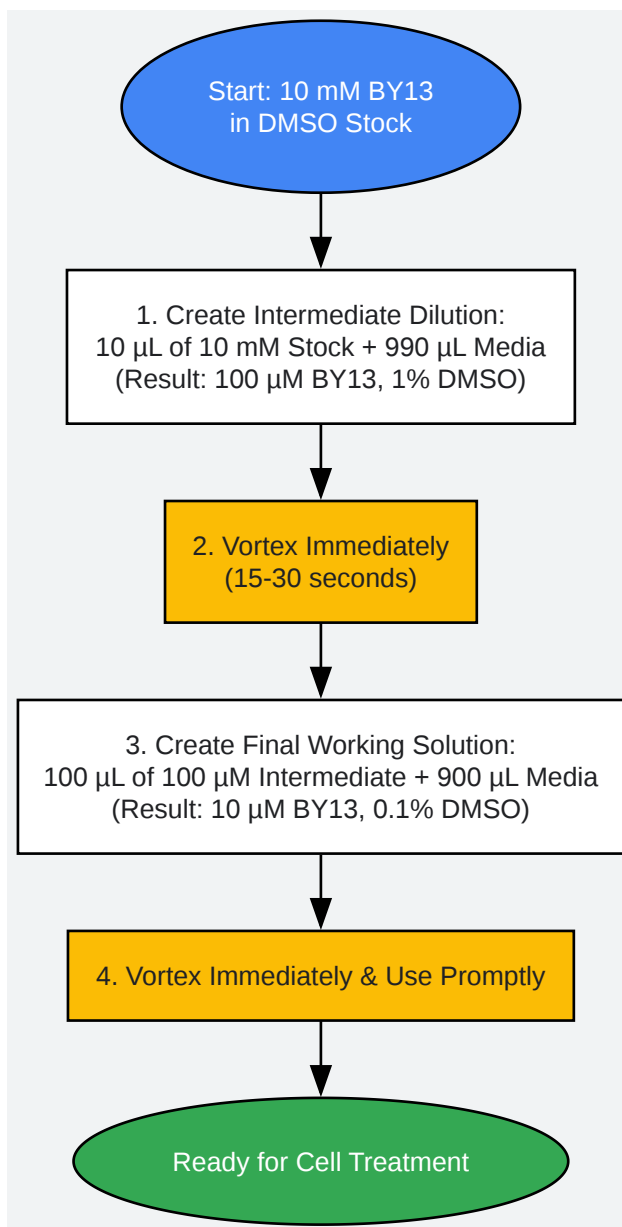 Start: 10 mM BY13
in DMSO Stock
1. Create Intermediate Dilution:
10 µL of 10 mM Stock + 990 µL Media
(Result: 100 µM BY13, 1% DMSO)
2. Vortex Immediately
(15-30 seconds)
3. Create Final Working Solution:
100 µL of 100 µM Intermediate + 900 µL Media
(Result: 10 µM BY13, 0.1% DMSO)
4. Vortex Immediately & Use Promptly
Ready for Cell Treatment